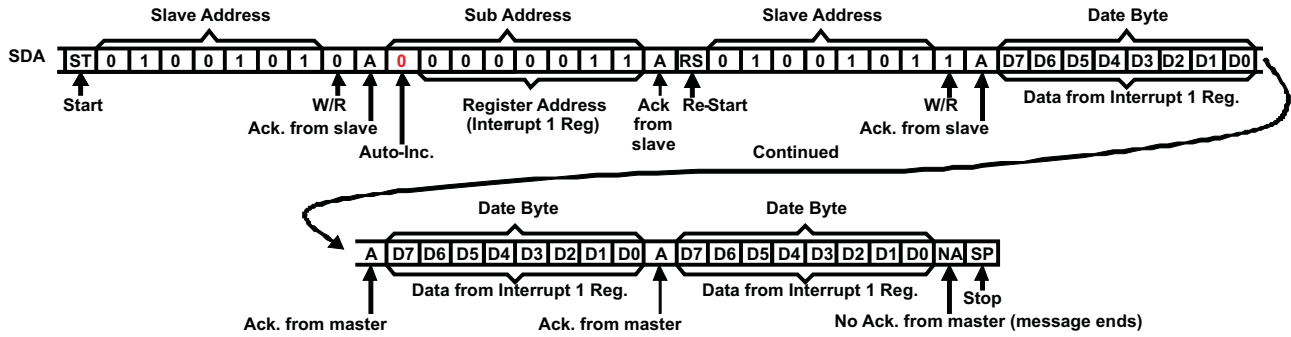 Slave Address Sub Address Slave Address Date Byte
SDA ST 0 1 0 0 1 0 1 0 A 0 0 0 0 0 0 1 1 A RS 0 1 0 0 1 0 1 1 A D7 D6 D5 D4 D3 D2 D1 D0
Start W/R Register Address Ack Re-Start W/R Data from Interrupt 1 Reg.
Ack. from slave (Interrupt 1 Reg) from Ack. from slave
slave
Auto-Inc. Continued
Date Byte Date Byte
A D7 D6 D5 D4 D3 D2 D1 D0 A D7 D6 D5 D4 D3 D2 D1 D0 NA SP
Data from Interrupt 1 Reg. Data from Interrupt 1 Reg. Stop
Ack. from master Ack. from master No Ack. from master (message ends)